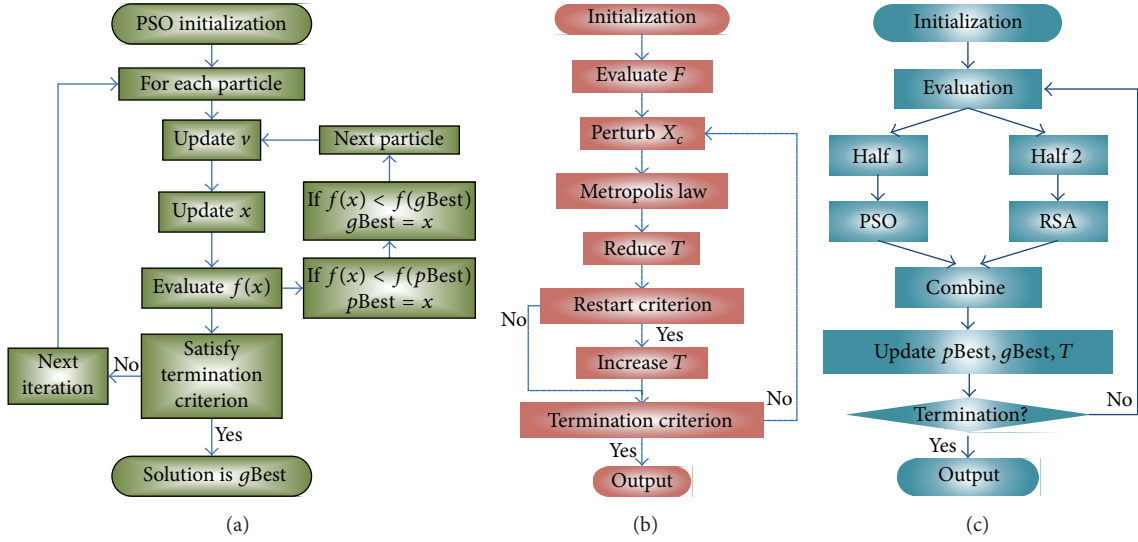 PSO initialization
For each particle
Update v
Next particle
Update x
If f(x) < f(gBest)
gBest = x
Evaluate f(x)
If f(x) < f(pBest)
pBest = x
Satisfy
termination
criterion
No
Next
iteration
Yes
Solution is gBest
(a)
Initialization
Evaluate F
Perturb X_c
Metropolis law
Reduce T
Restart criterion
No
Yes
Increase T
Termination criterion
No
Yes
Output
(b)
Initialization
Evaluation
Half 1
Half 2
PSO
RSA
Combine
Update pBest, gBest, T
Termination?
No
Yes
Output
(c)